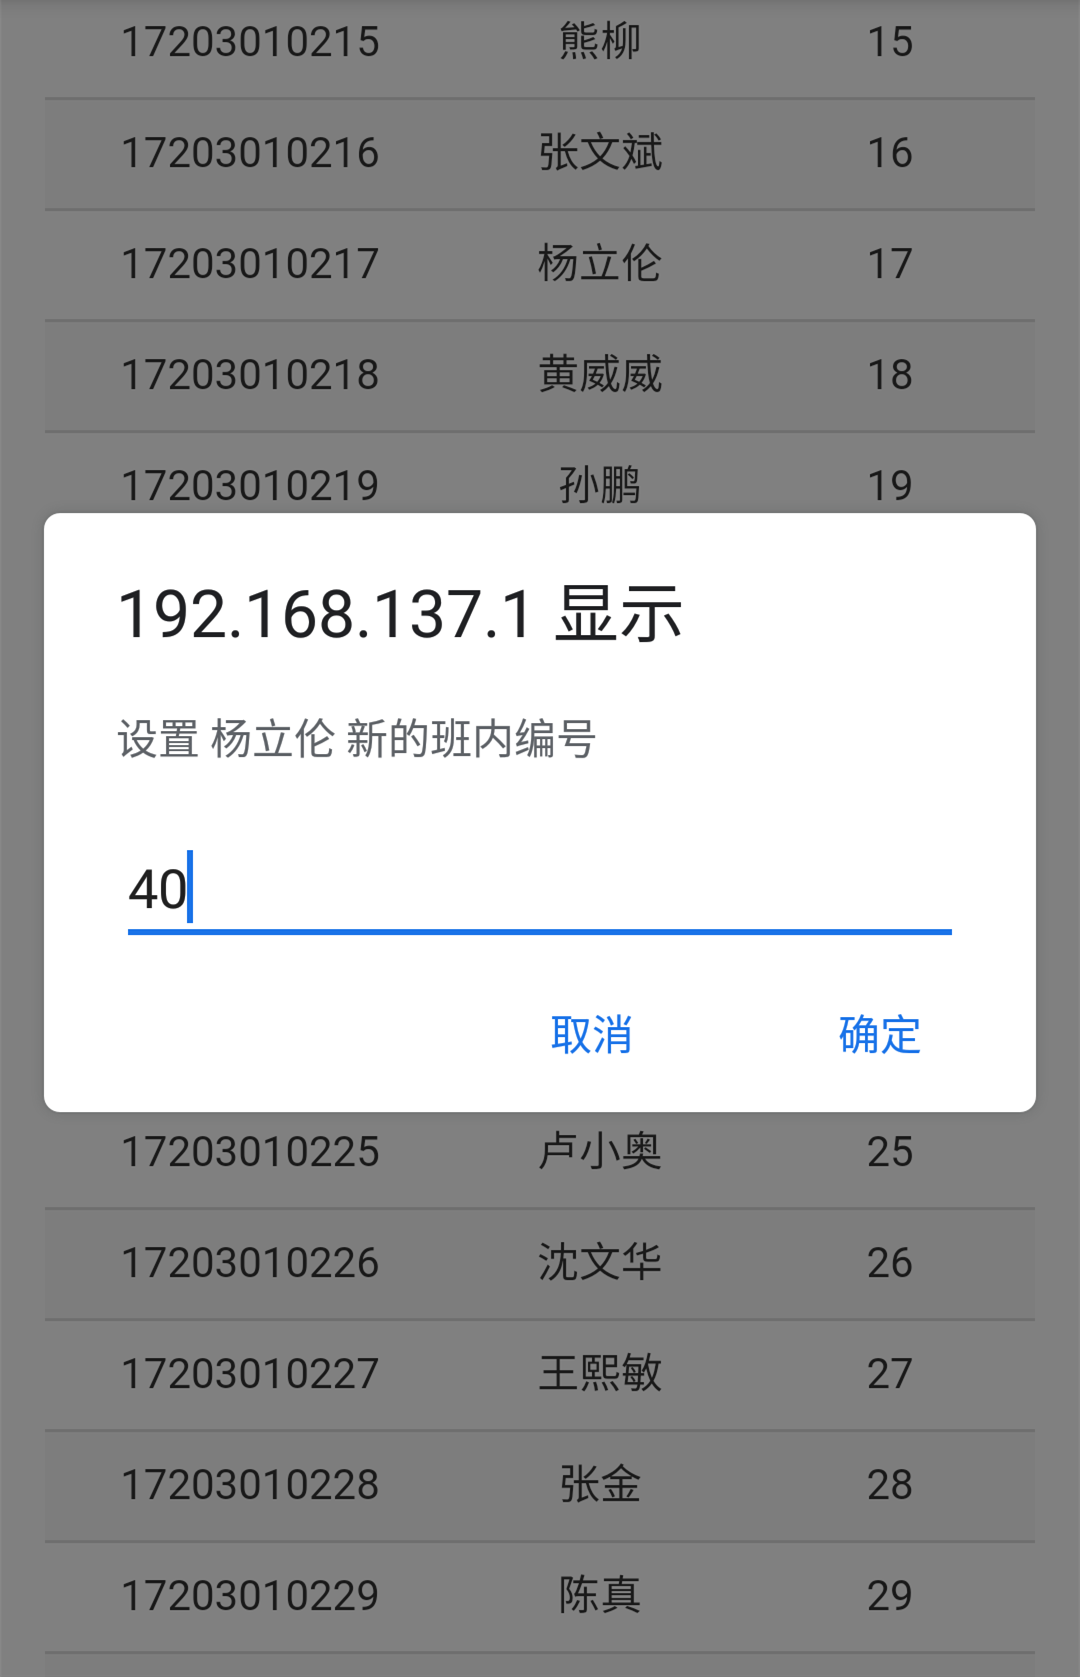 17203010215 熊柳 15
17203010216 张文斌 16
17203010217 杨立伦 17
17203010218 黄威威 18
17203010219 孙鹏 19
192.168.137.1 显示
设置 杨立伦 新的班内编号
40
取消 确定
17203010225 卢小奥 25
17203010226 沈文华 26
17203010227 王熙敏 27
17203010228 张金 28
17203010229 陈真 29